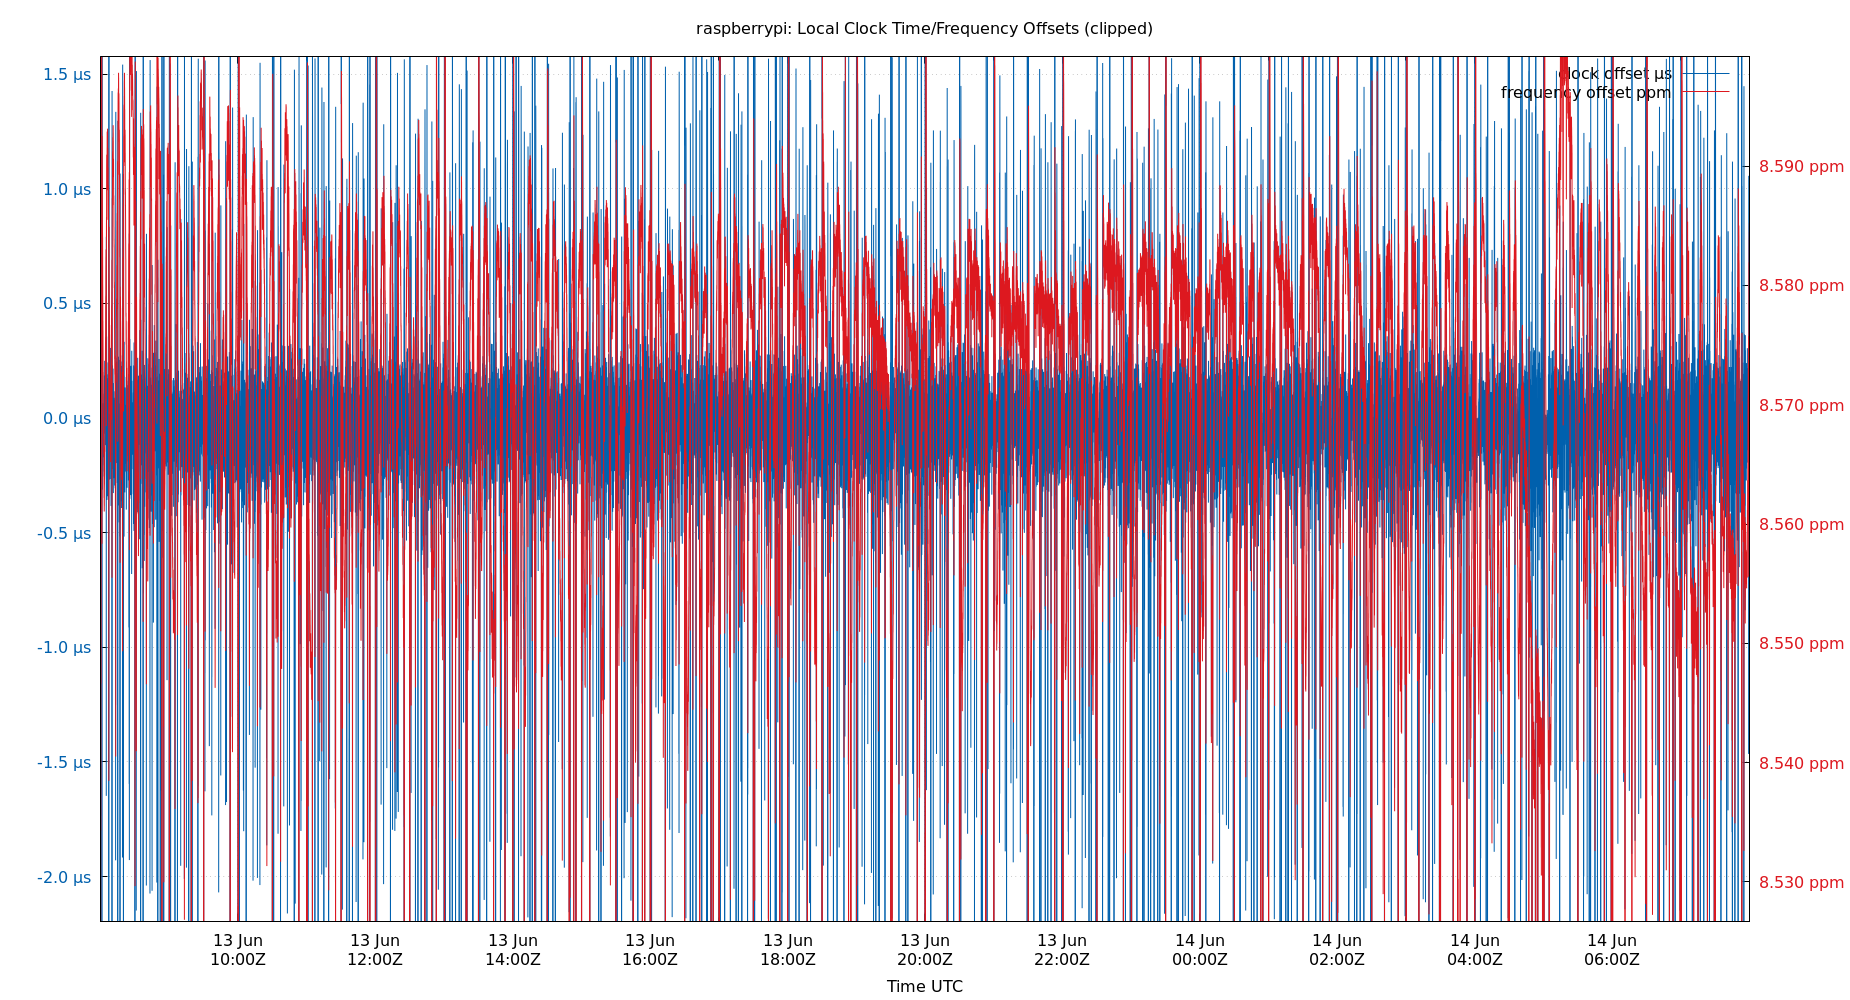 raspberrypi: Local Clock Time/Frequency Offsets (clipped)
clock offset µs
frequency offset ppm
1.5 µs
1.0 µs
0.5 µs
0.0 µs
-0.5 µs
-1.0 µs
-1.5 µs
-2.0 µs
8.590 ppm
8.580 ppm
8.570 ppm
8.560 ppm
8.550 ppm
8.540 ppm
8.530 ppm
13 Jun 13 Jun 13 Jun 13 Jun 13 Jun 13 Jun 13 Jun 14 Jun 14 Jun 14 Jun 14 Jun
10:00Z 12:00Z 14:00Z 16:00Z 18:00Z 20:00Z 22:00Z 00:00Z 02:00Z 04:00Z 06:00Z
Time UTC